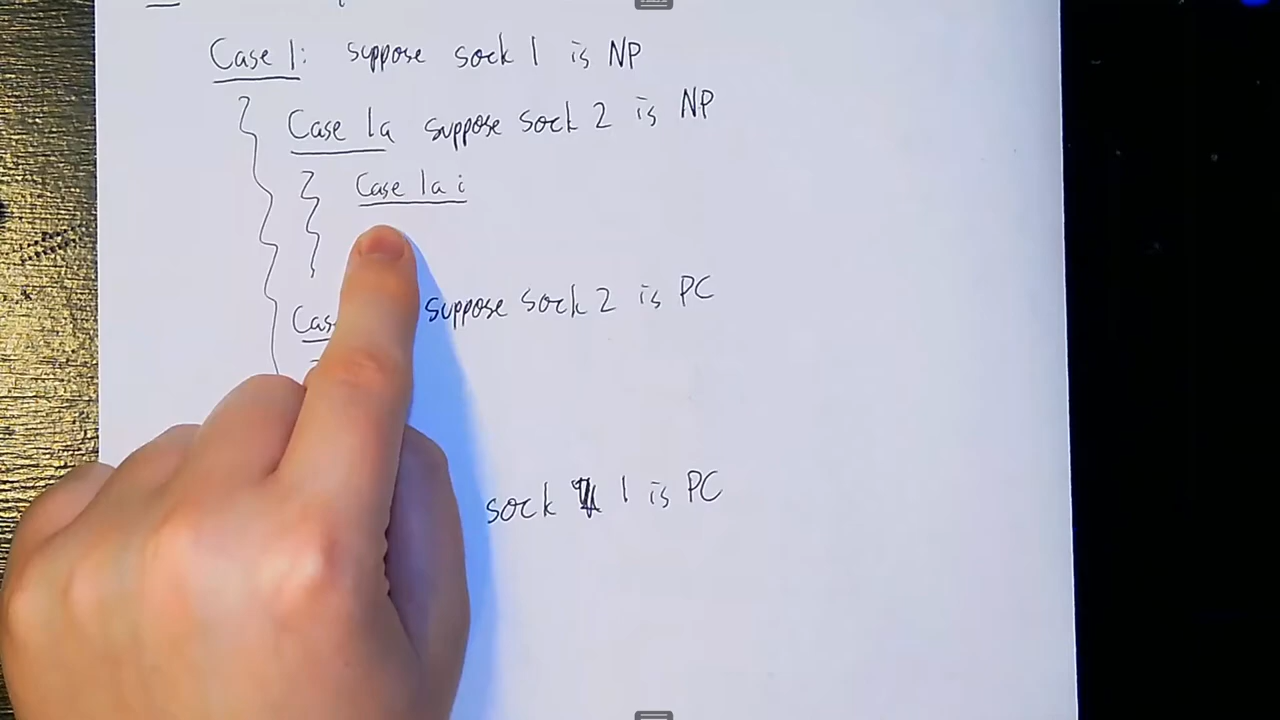 Case 1: suppose sock 1 is NP
Case 1a suppose sock 2 is NP
Case 1a i
suppose sock 2 is PC
sock 1 is PC